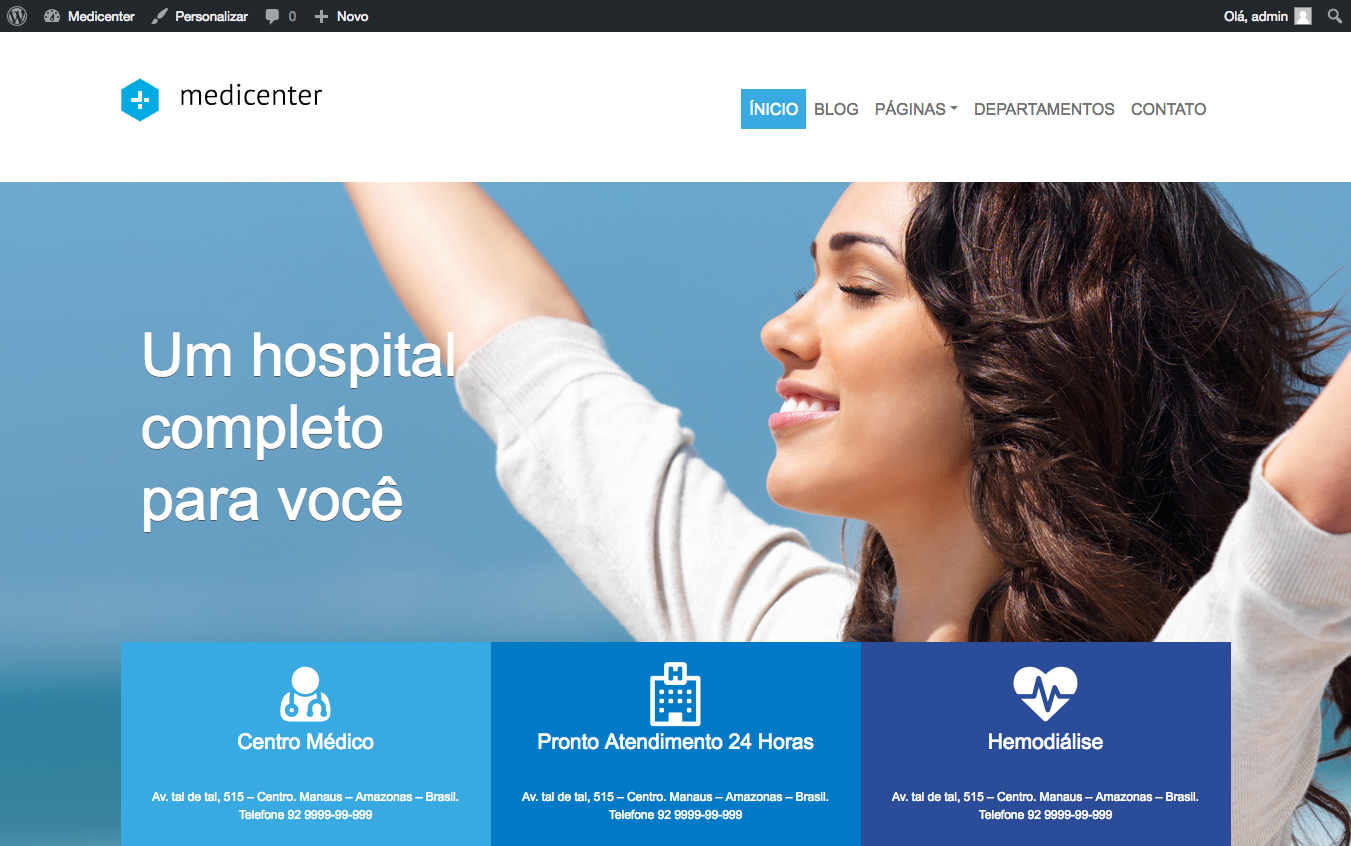 Medicenter Personalizar 0 Novo Olá, admin
medicenter
ÍNICIO BLOG PÁGINAS DEPARTAMENTOS CONTATO
Um hospital
completo
para você
H
Centro Médico
Av. tal de tal, 515 – Centro. Manaus – Amazonas – Brasil.
Telefone 92 9999-99-999
Pronto Atendimento 24 Horas
Av. tal de tal, 515 – Centro. Manaus – Amazonas – Brasil.
Telefone 92 9999-99-999
Hemodiálise
Av. tal de tal, 515 – Centro. Manaus – Amazonas – Brasil.
Telefone 92 9999-99-999